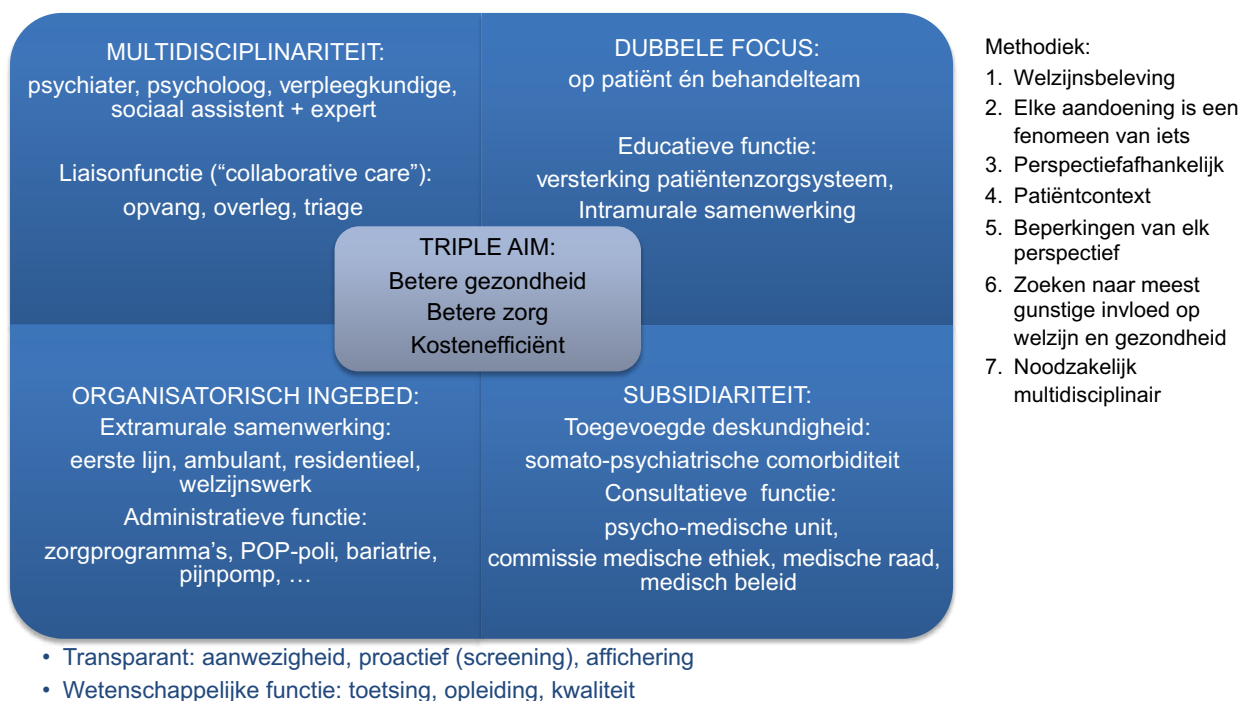 MULTIDISCIPLINARITEIT:
psychiater, psycholoog, verpleegkundige,
sociaal assistent + expert
Liaisonfunctie (“collaborative care”):
opvang, overleg, triage
DUBBELE FOCUS:
op patiënt én behandelteam
Educatieve functie:
versterking patiëntenzorgsysteem,
Intramurale samenwerking
TRIPLE AIM:
Betere gezondheid
Betere zorg
Kostenefficiënt
ORGANISATORISCH INGEBED:
Extramurale samenwerking:
eerste lijn, ambulant, residentieel,
welzijnswerk
Administratieve functie:
zorgprogramma’s, POP-poli, bariatrie,
pijnpomp, …
SUBSIDIARITEIT:
Toegevoegde deskundigheid:
somato-psychiatrische comorbiditeit
Consultatieve functie:
psycho-medische unit,
commissie medische ethiek, medische raad,
medisch beleid
Methodiek:
1. Welzijnsbeleving
2. Elke aandoening is een
fenomeen van iets
3. Perspectiefafhankelijk
4. Patiëntcontext
5. Beperkingen van elk
perspectief
6. Zoeken naar meest
gunstige invloed op
welzijn en gezondheid
7. Noodzakelijk
multidisciplinair
• Transparant: aanwezigheid, proactief (screening), affichering
• Wetenschappelijke functie: toetsing, opleiding, kwaliteit